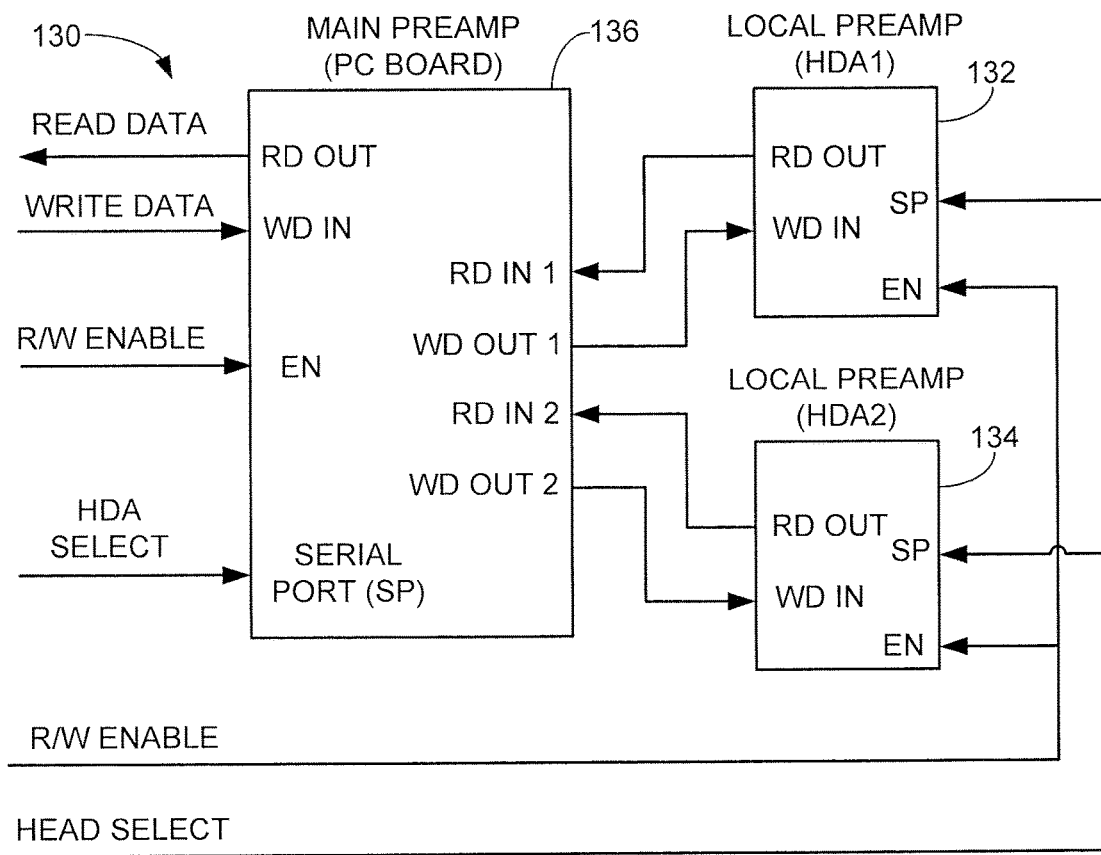 130
MAIN PREAMP
(PC BOARD)
136
LOCAL PREAMP
(HDA1)
132
READ DATA
RD OUT
WRITE DATA
WD IN
RD IN 1
WD OUT 1
R/W ENABLE
EN
RD IN 2
WD OUT 2
HDA
SELECT
SERIAL
PORT (SP)
RD OUT
SP
WD IN
EN
LOCAL PREAMP
(HDA2)
134
RD OUT
SP
WD IN
EN
R/W ENABLE
HEAD SELECT